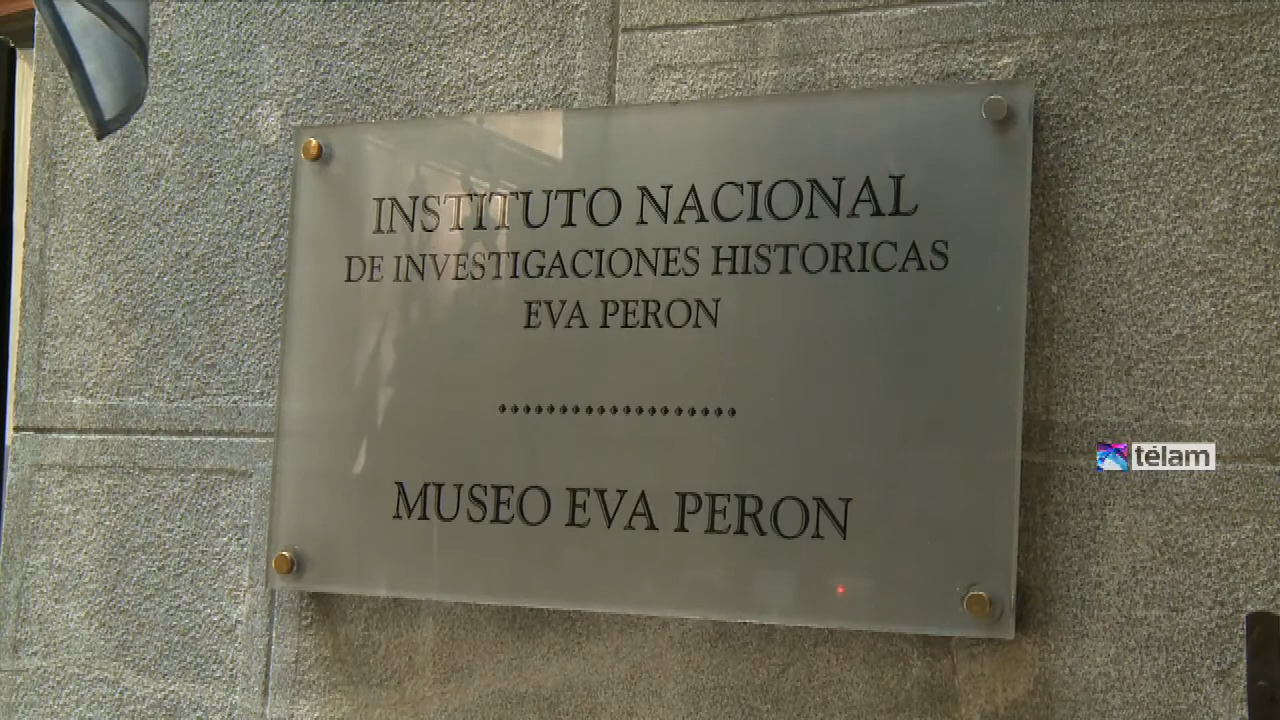 INSTITUTO NACIONAL
DE INVESTIGACIONES HISTORICAS
EVA PERON
MUSEO EVA PERON
télam